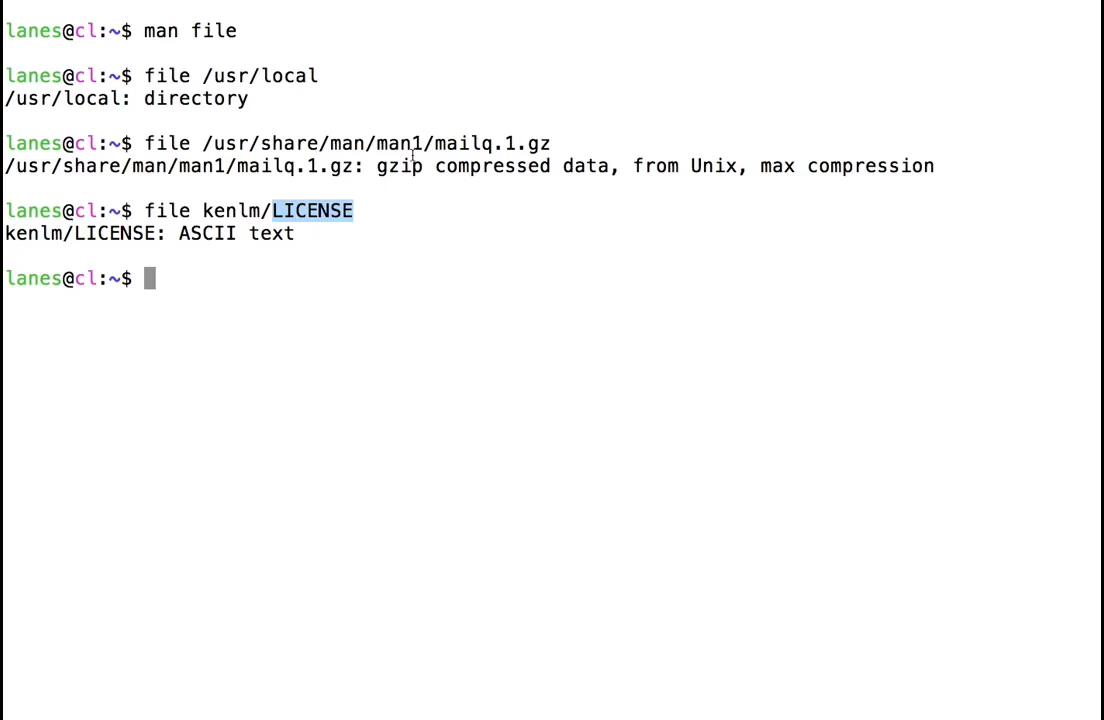 lanes@cl:~$ man file
lanes@cl:~$ file /usr/local
/usr/local: directory
lanes@cl:~$ file /usr/share/man/man1/mailq.1.gz
/usr/share/man/man1/mailq.1.gz: gzip compressed data, from Unix, max compression
lanes@cl:~$ file kenlm/LICENSE
kenlm/LICENSE: ASCII text
lanes@cl:~$